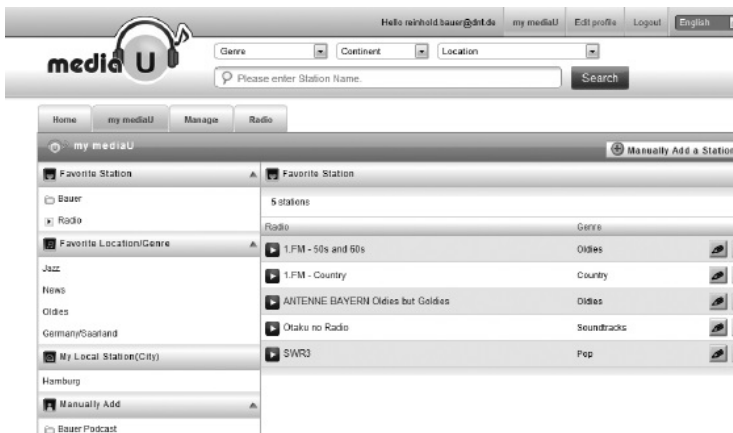 Hello reinhold.bauer@dnt.de my mediaU Edit profile Logout English
media U
Genre Continent Location
Please enter Station Name. Search
Home my mediaU Manager Radio
my mediaU Manually Add a Station
Favorite Station
Bauer
Radio
Favorite Location/Genre
Jazz
News
Oldies
Germany/Saarland
My Local Station(City)
Hamburg
Manually Add
Bauer Podcast
Favorite Station
5 stations
Radio Genre
1.FM - 50s and 60s Oldies
1.FM - Country Country
ANTENNE BAYERN Oldies but Goldies Oldies
Otaku no Radio Soundtracks
SWR3 Pop